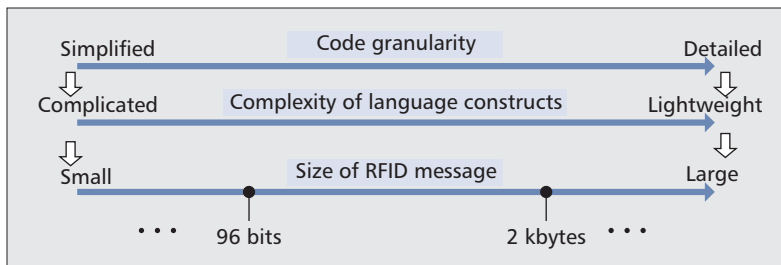 Simplified Code granularity Detailed
Complicated Complexity of language constructs Lightweight
Small Size of RFID message Large
• • • 96 bits 2 kbytes • • •